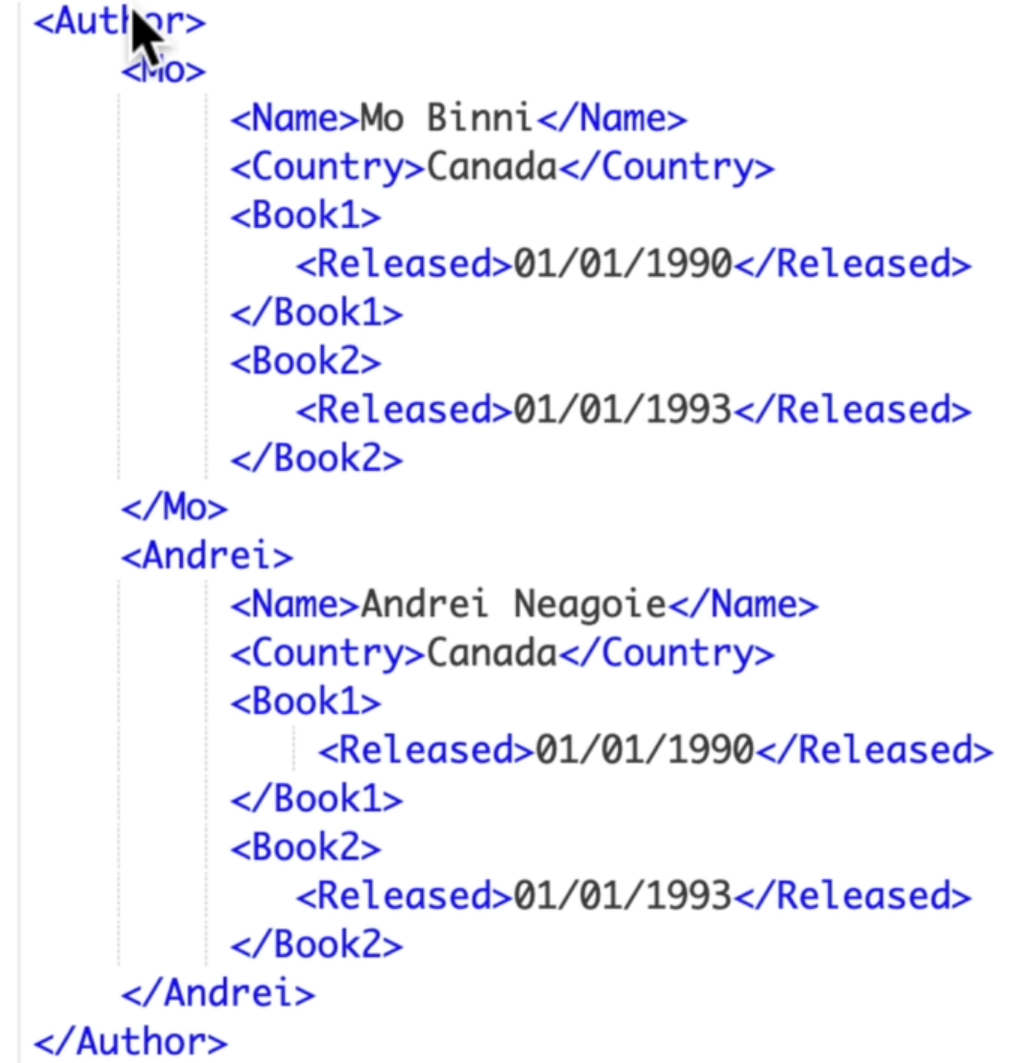 <Author>
<Mo>
<Name>Mo Binni</Name>
<Country>Canada</Country>
<Book1>
<Released>01/01/1990</Released>
</Book1>
<Book2>
<Released>01/01/1993</Released>
</Book2>
</Mo>
<Andrei>
<Name>Andrei Neagoie</Name>
<Country>Canada</Country>
<Book1>
<Released>01/01/1990</Released>
</Book1>
<Book2>
<Released>01/01/1993</Released>
</Book2>
</Andrei>
</Author>